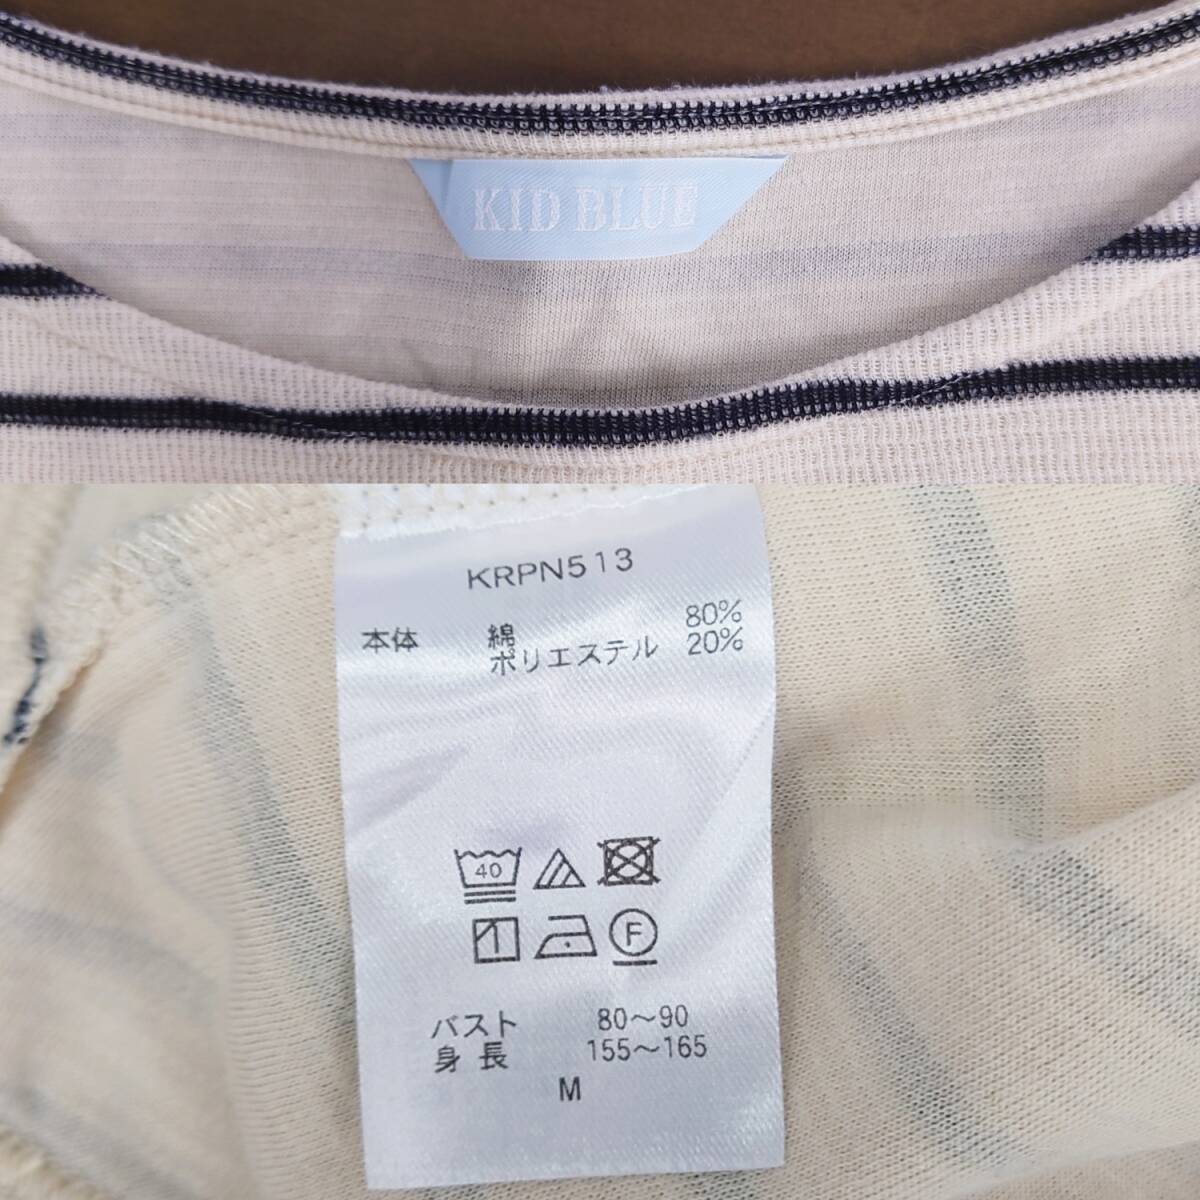 KID BLUE
KRPN513
本体 綿 80%
ポリエステル 20%
40
F
バスト 80～90
身長 155～165
M